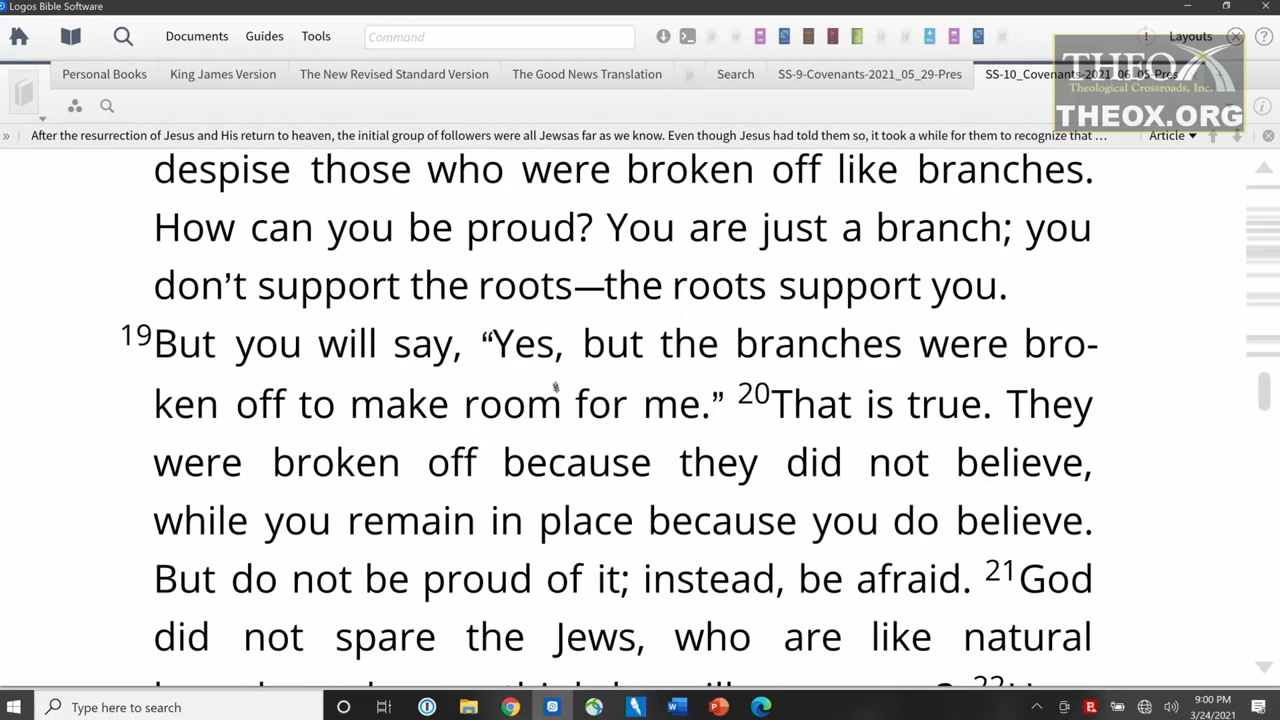 Logos Bible Software
Documents Guides Tools Command Layouts
Personal Books King James Version The New Revised Standard Version The Good News Translation Search SS-9-Covenants-2021_05_29-Pres SS-10_Covenants-2021_06_05-Pres
THEOX
Theological Crossroads, Inc.
THEOX.ORG
After the resurrection of Jesus and His return to heaven, the initial group of followers were all Jewsas far as we know. Even though Jesus had told them so, it took a while for them to recognize that ... Article
despise those who were broken off like branches.
How can you be proud? You are just a branch; you
don't support the roots—the roots support you.
19But you will say, “Yes, but the branches were bro-
ken off to make room for me.” 20That is true. They
were broken off because they did not believe,
while you remain in place because you do believe.
But do not be proud of it; instead, be afraid. 21God
did not spare the Jews, who are like natural
22
Type here to search
9:00 PM
3/24/2021